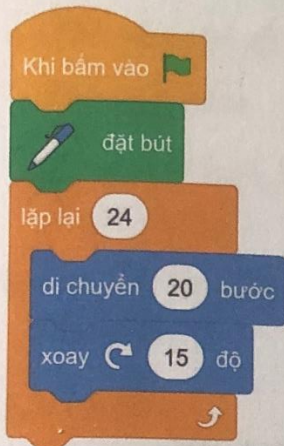 Khi bấm vào
đặt bút
lặp lại 24
di chuyển 20 bước
xoay 15 độ